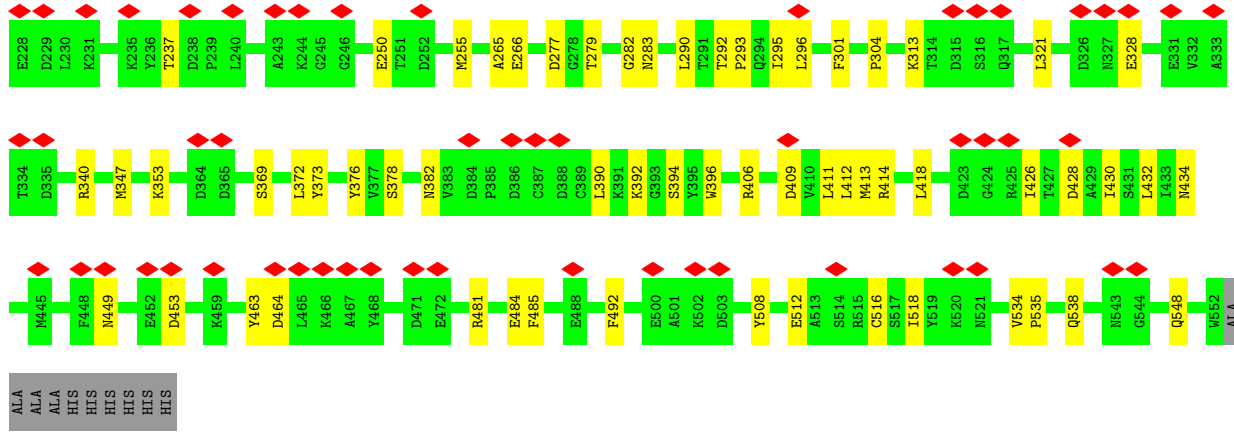 E228 D229 L230 K231 K235 Y236 T237 D238 P239 L240 A243 K244 G245 G246 E250 T251 D252 M255 A265 E266 D277 G278 T279 G282 N283 L290 T291 T292 P293 Q294 I295 L296 F301 P304 K313 T314 D315 S316 Q317 L321 D326 N327 E328 E331 V332 A333
T334 D335 R340 M347 K353 D364 D365 S369 L372 Y373 Y376 V377 S378 N382 V383 D384 P385 D386 C387 D388 C389 L390 K391 K392 G393 S394 Y395 W396 R406 D409 V410 L411 L412 M413 R414 L418 D423 G424 R425 I426 T427 D428 A429 I430 S431 L432 I433 N434
M445 F448 N449 E452 D453 K459 Y463 D464 L465 K466 A467 Y468 D471 E472 R481 E484 F485 E488 F492 E500 A501 K502 D503 Y508 E512 A513 S514 R515 C516 S517 I518 Y519 K520 N521 V534 P535 Q538 N543 G544 Q548 W552 ALA
ALA ALA ALA HIS HIS HIS HIS HIS HIS